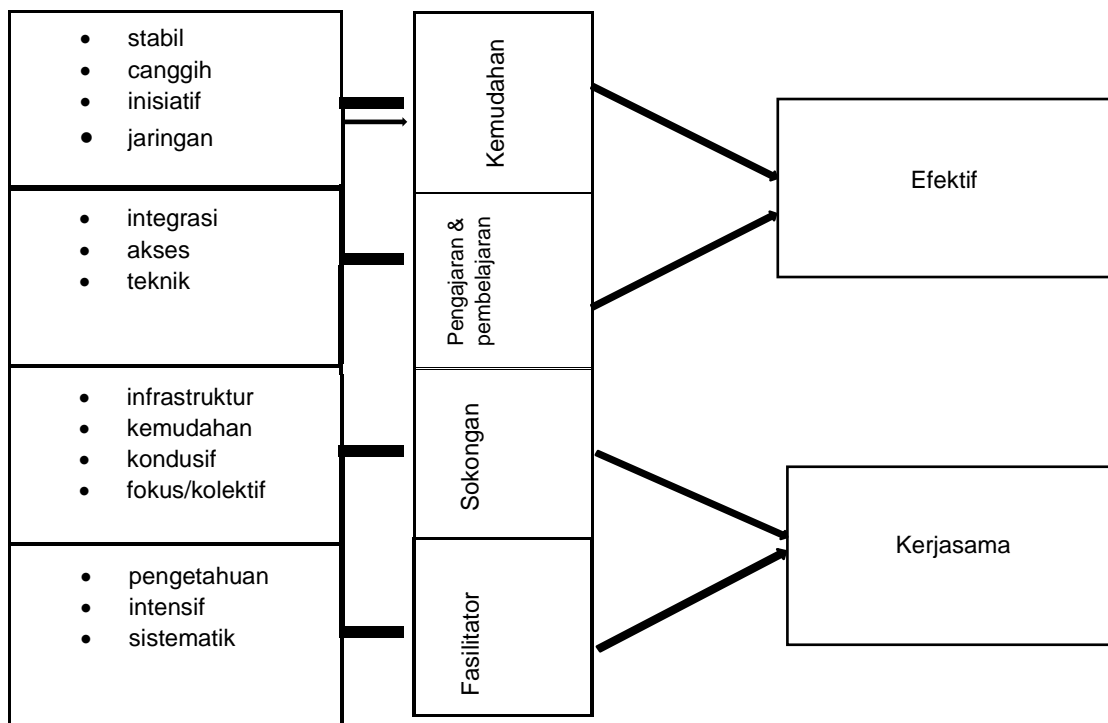 stabil
canggih
inisiatif
jaringan
integrasi
akses
teknik
infrastruktur
kemudahan
kondusif
fokus/kolektif
pengetahuan
intensif
sistematik
Kemudahan
Pengajaran &
pembelajaran
Sokongan
Fasilitator
Efektif
Kerjasama